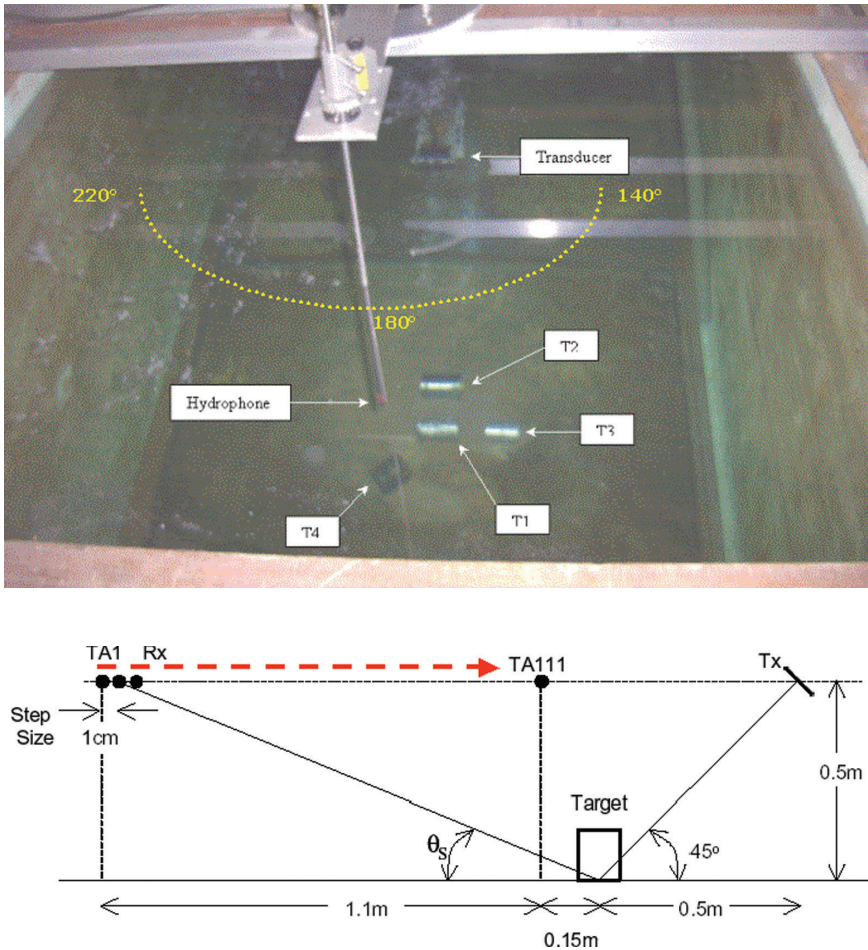 Transducer
220°
140°
180°
T2
Hydrophone
T3
T4
T1
TA1
Rx
TA111
Tx
Step
Size
1cm
0.5m
Target
θs
45°
1.1m
0.5m
0.15m